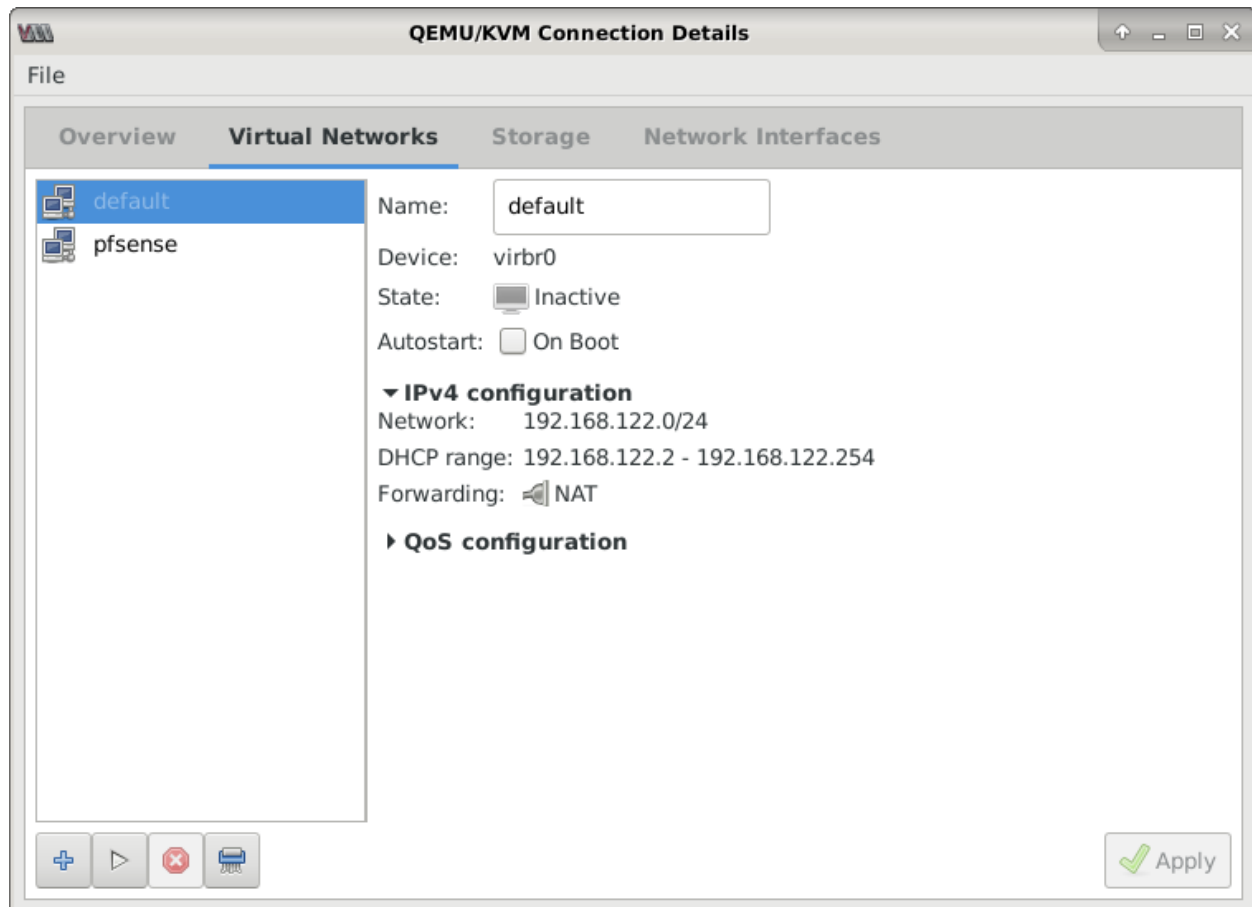 QEMU/KVM Connection Details
File
Overview Virtual Networks Storage Network Interfaces
default
pfsense
Name: default
Device: virbr0
State: Inactive
Autostart: On Boot
IPv4 configuration
Network: 192.168.122.0/24
DHCP range: 192.168.122.2 - 192.168.122.254
Forwarding: NAT
QoS configuration
Apply